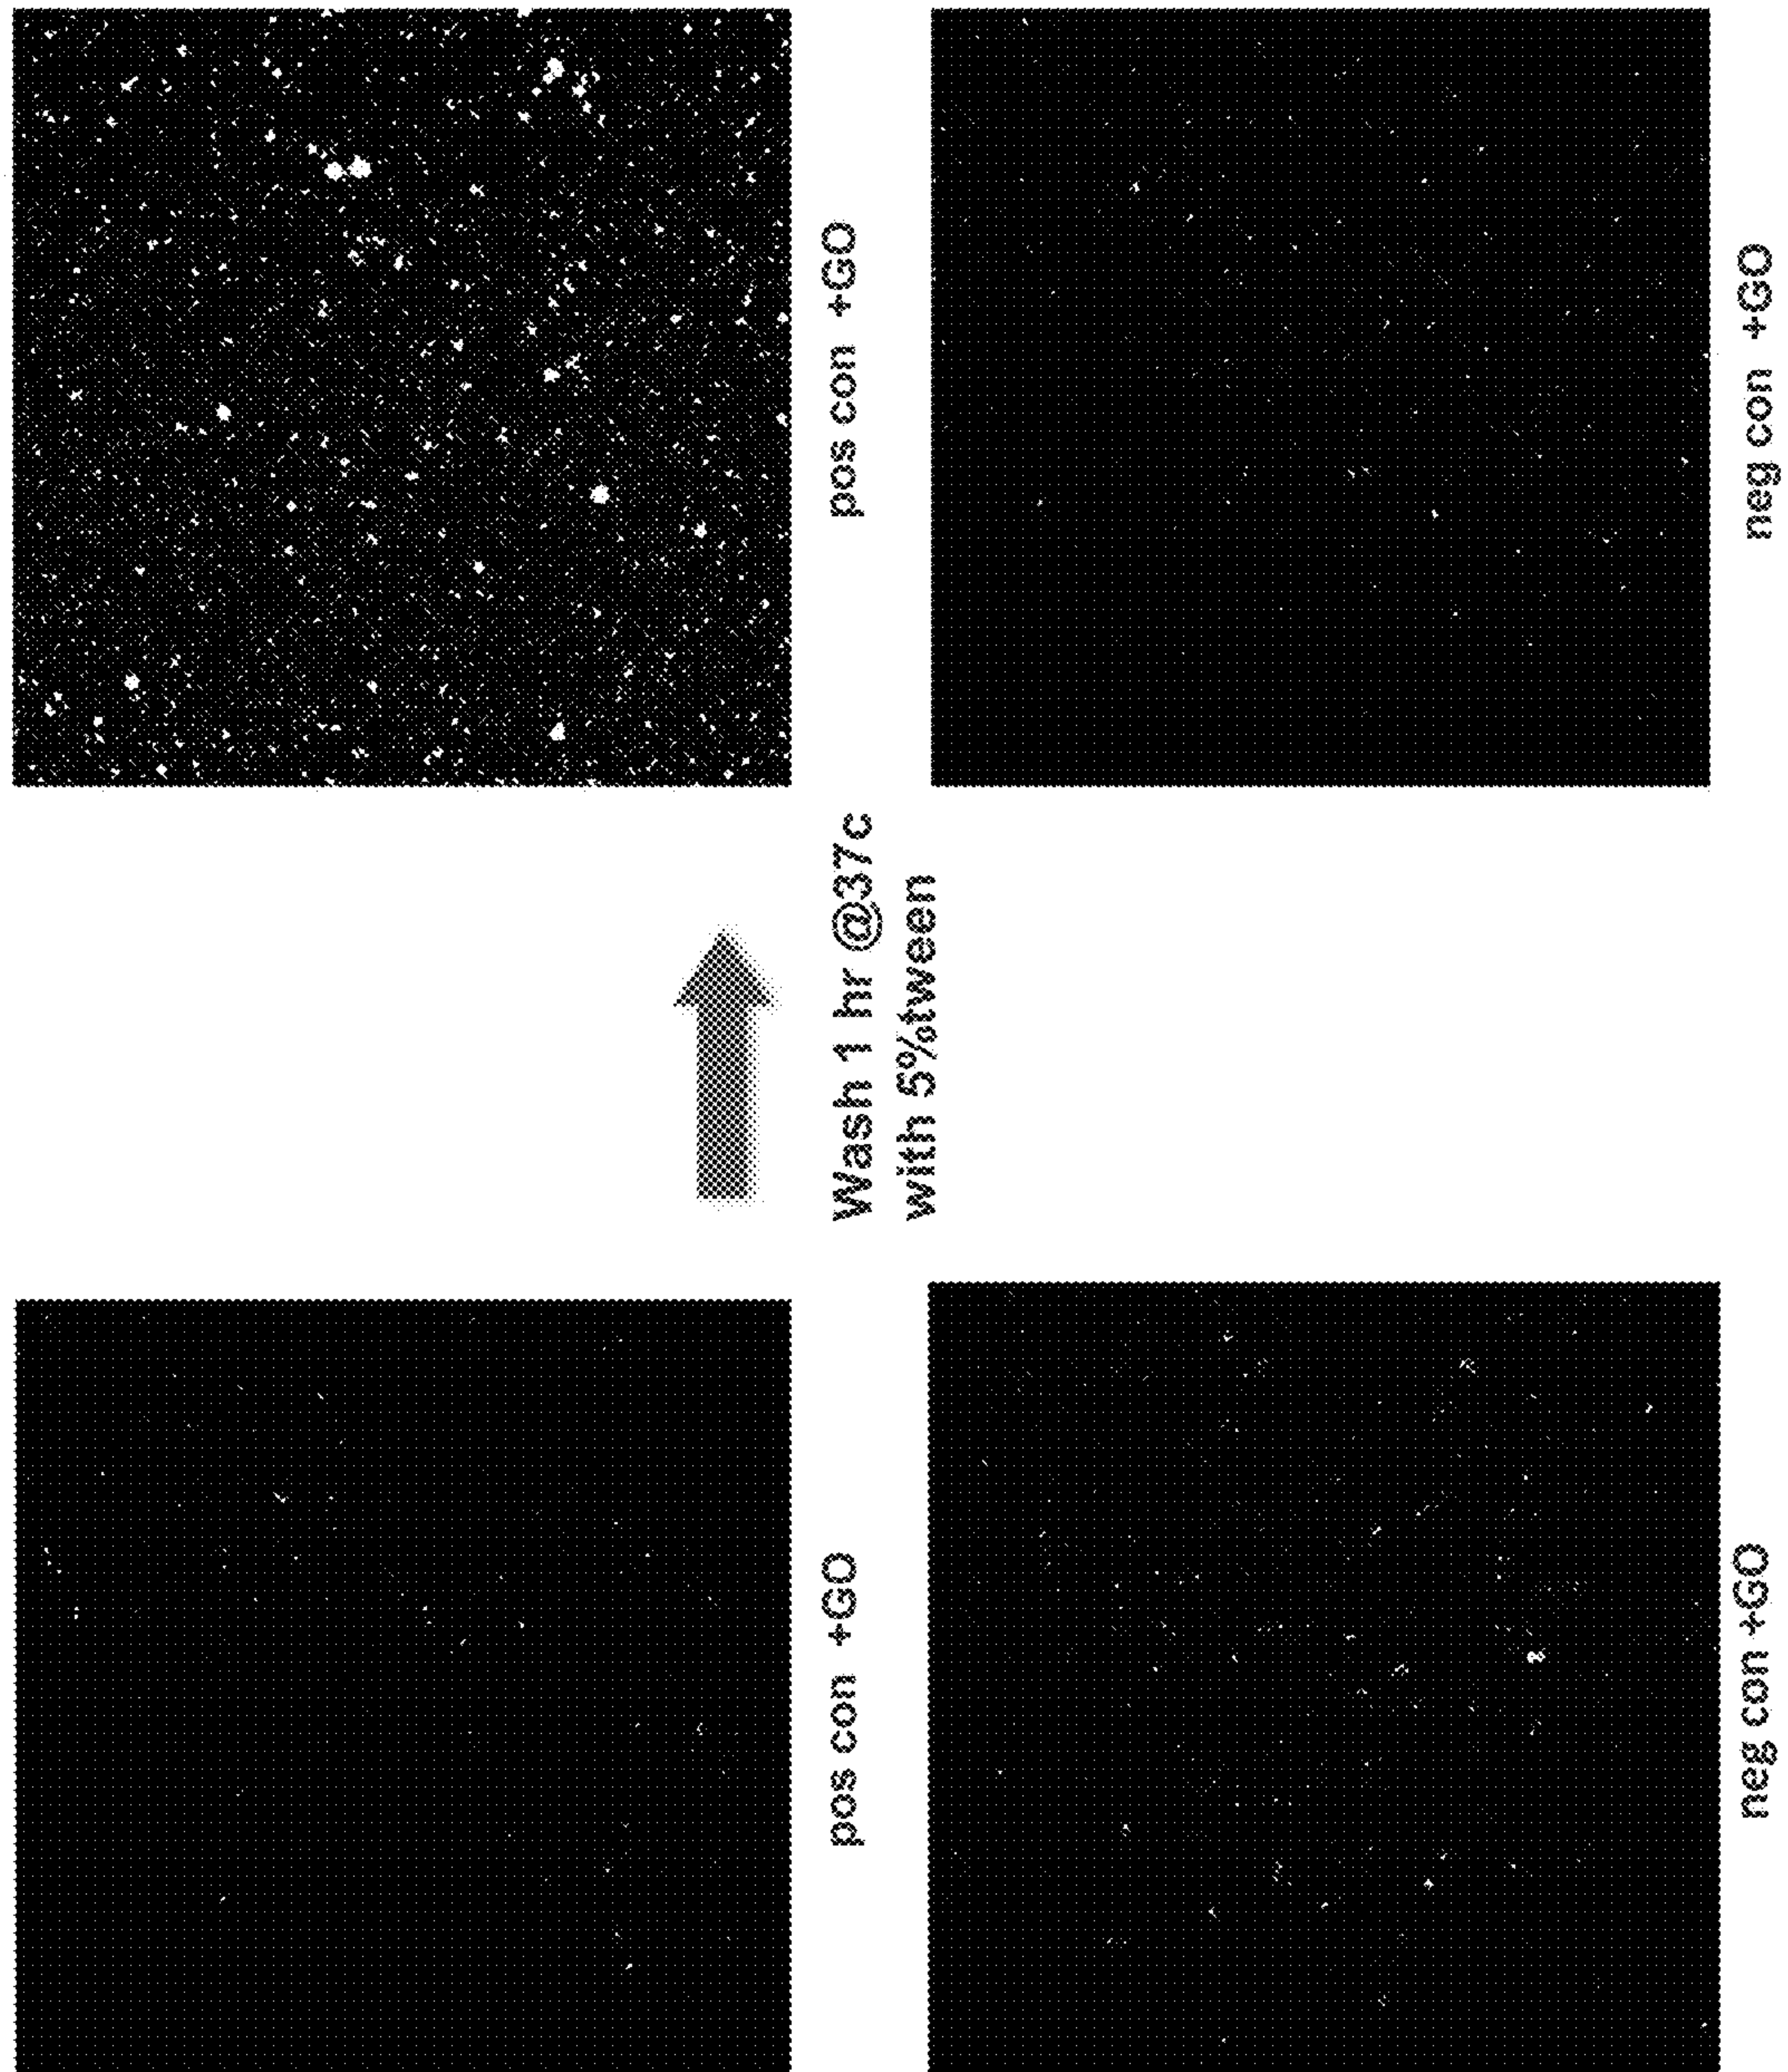 pos con +GO
Wash 1 hr @37c
with 5%tween
pos con +GO
neg con +GO
neg con +GO